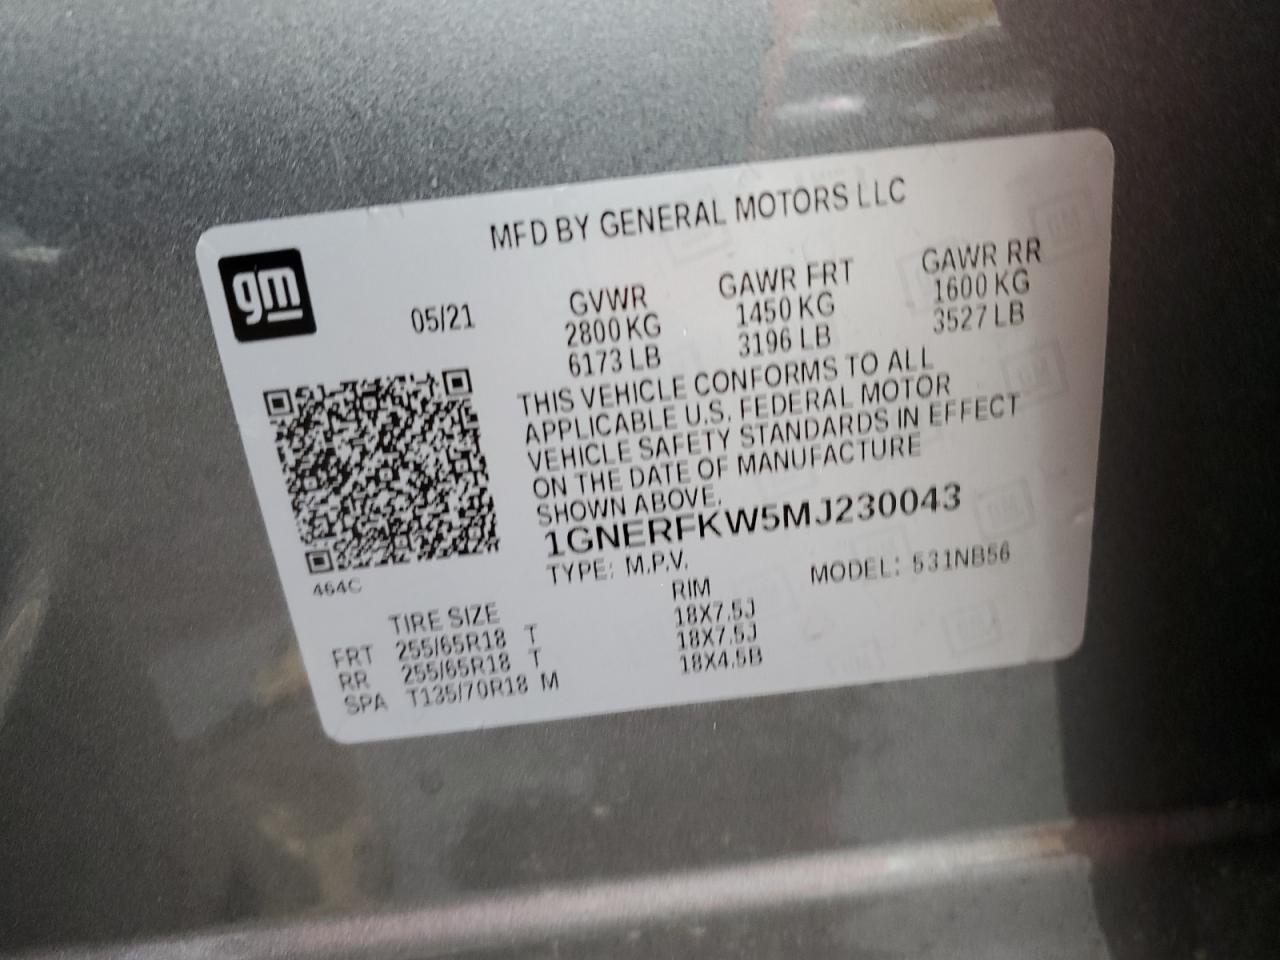 MFD BY GENERAL MOTORS LLC
gm
05/21
GVWR GAWR FRT GAWR RR
2800 KG 1450 KG 1600 KG
6173 LB 3196 LB 3527 LB
THIS VEHICLE CONFORMS TO ALL
APPLICABLE U.S. FEDERAL MOTOR
VEHICLE SAFETY STANDARDS IN EFFECT
ON THE DATE OF MANUFACTURE
SHOWN ABOVE.
1GNERFKW5MJ230043
TYPE: M.P.V. MODEL: 531NB56
464C
TIRE SIZE RIM
FRT 255/65R18 T 18X7.5J
RR 255/65R18 T 18X7.5J
SPA T135/70R18 M 18X4.5B